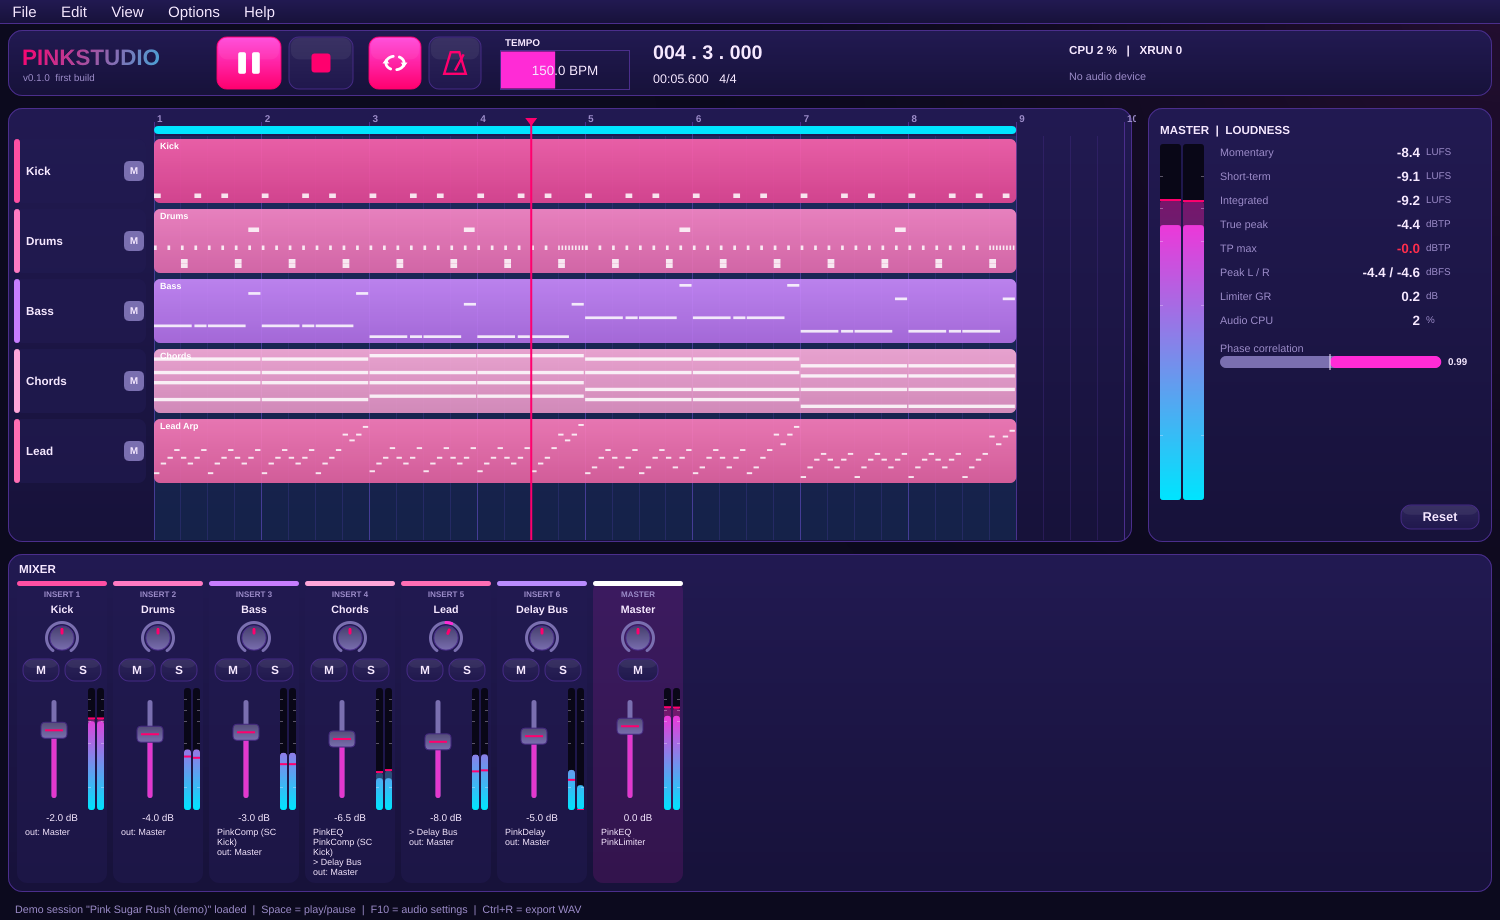 File Edit View Options Help
PINKSTUDIO
v0.1.0 first build
TEMPO
150.0 BPM
004 . 3 . 000
00:05.600 4/4
CPU 2 % | XRUN 0
No audio device
1 2 3 4 5 6 7 8 9 10
Kick M
Kick
Drums M
Drums
Bass M
Bass
Chords M
Chords
Lead M
Lead Arp
MASTER | LOUDNESS
Momentary -8.4 LUFS
Short-term -9.1 LUFS
Integrated -9.2 LUFS
True peak -4.4 dBTP
TP max -0.0 dBTP
Peak L / R -4.4 / -4.6 dBFS
Limiter GR 0.2 dB
Audio CPU 2 %
Phase correlation
0.99
Reset
MIXER
INSERT 1 INSERT 2 INSERT 3 INSERT 4 INSERT 5 INSERT 6 MASTER
Kick Drums Bass Chords Lead Delay Bus Master
M S M S M S M S M S M S M
-2.0 dB -4.0 dB -3.0 dB -6.5 dB -8.0 dB -5.0 dB 0.0 dB
out: Master
out: Master
PinkComp (SC
Kick)
out: Master
PinkEQ
PinkComp (SC
Kick)
> Delay Bus
out: Master
> Delay Bus
out: Master
PinkDelay
out: Master
PinkEQ
PinkLimiter
Demo session "Pink Sugar Rush (demo)" loaded | Space = play/pause | F10 = audio settings | Ctrl+R = export WAV